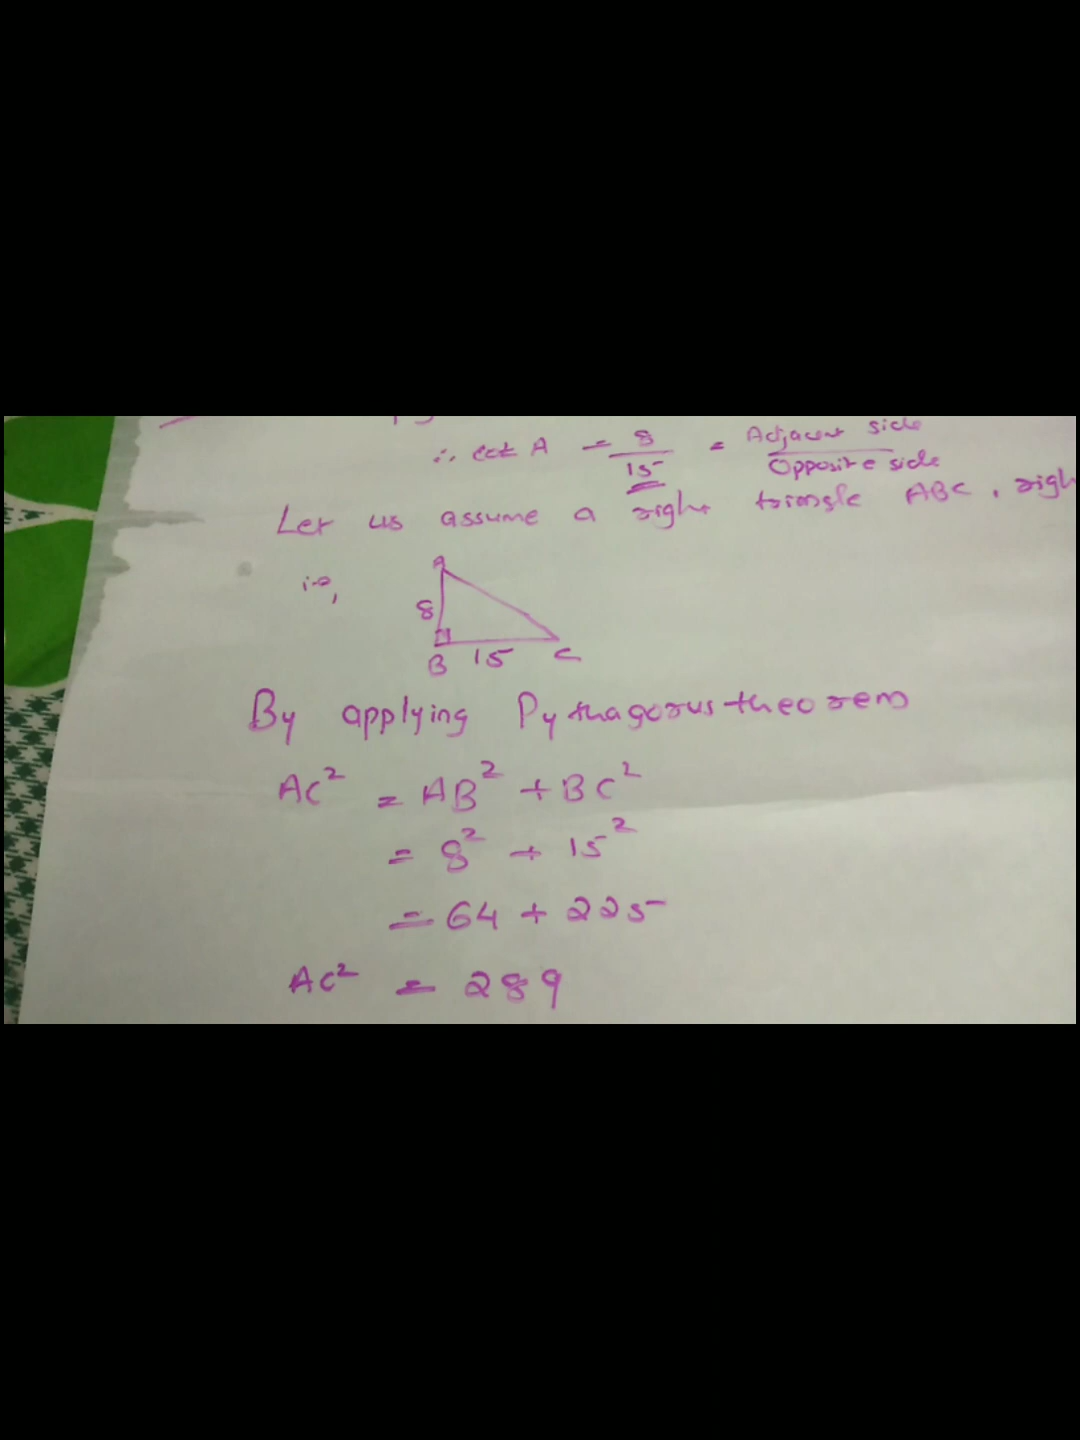 ∴ cot A = 8/15 = Adjacent side/Opposite side
Let us assume a right triangle ABC, righ
i.e,
A
8
B 15 C
By applying Pythagorus theorem
AC² = AB² + BC²
= 8² + 15²
= 64 + 225
AC² = 289